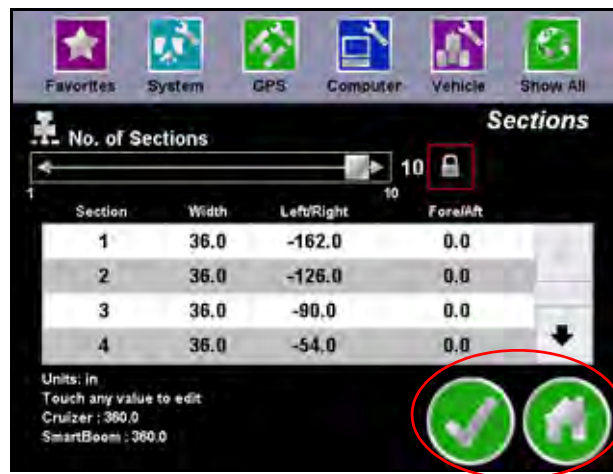 Favorites System GPS Computer Vehicle Show All
Sections
No. of Sections
10
1 10
Section Width Left/Right Fore/Aft
1 36.0 -162.0 0.0
2 36.0 -126.0 0.0
3 36.0 -90.0 0.0
4 36.0 -54.0 0.0
Units: in
Touch any value to edit
Cruizer : 360.0
SmartBoom : 360.0